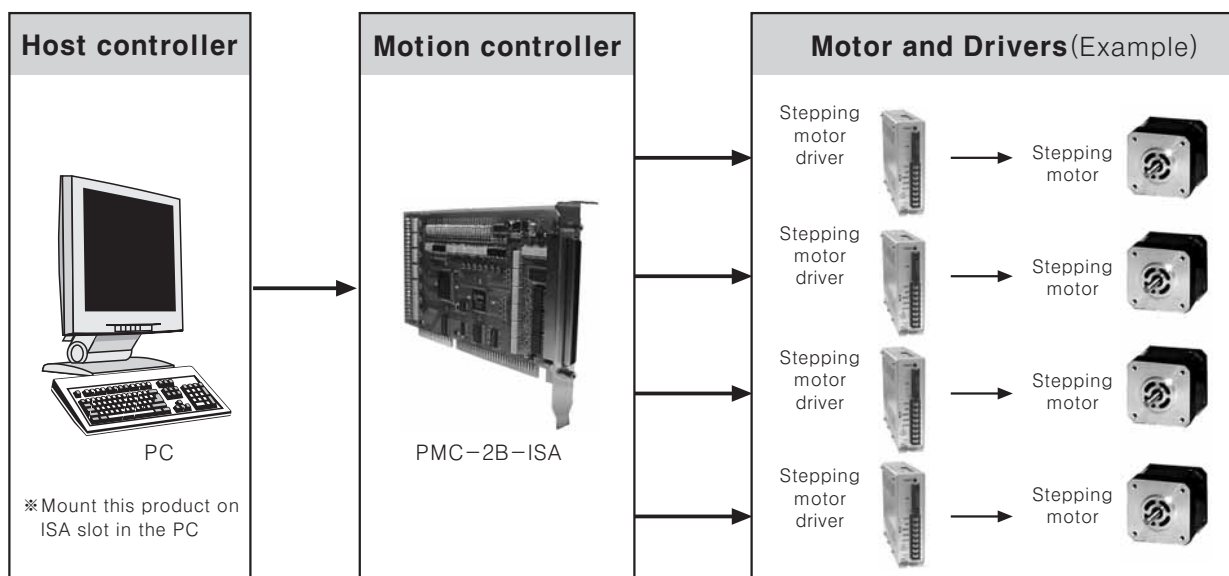 Host controller
PC
※Mount this product on
ISA slot in the PC
Motion controller
PMC-2B-ISA
Motor and Drivers(Example)
Stepping
motor
driver
Stepping
motor
Stepping
motor
driver
Stepping
motor
Stepping
motor
driver
Stepping
motor
Stepping
motor
driver
Stepping
motor